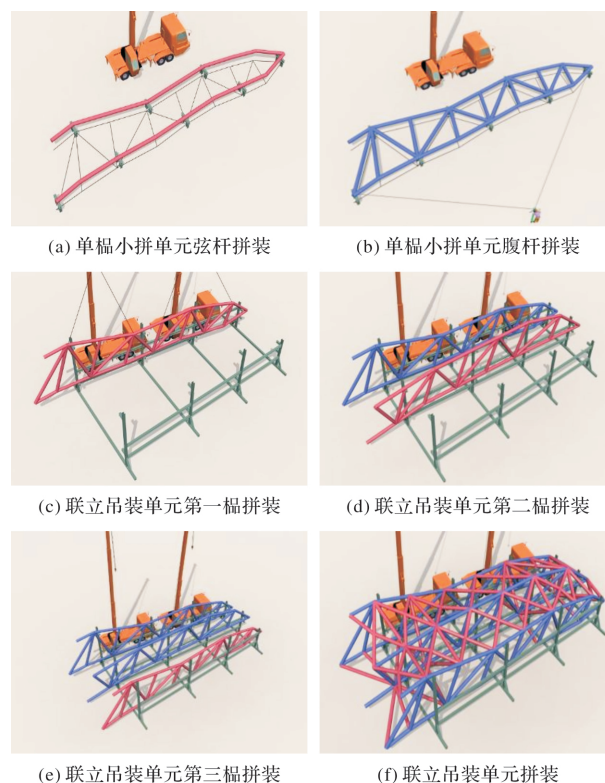 (a) 单榀小拼单元弦杆拼装
(b) 单榀小拼单元腹杆拼装
(c) 联立吊装单元第一榀拼装
(d) 联立吊装单元第二榀拼装
(e) 联立吊装单元第三榀拼装
(f) 联立吊装单元拼装